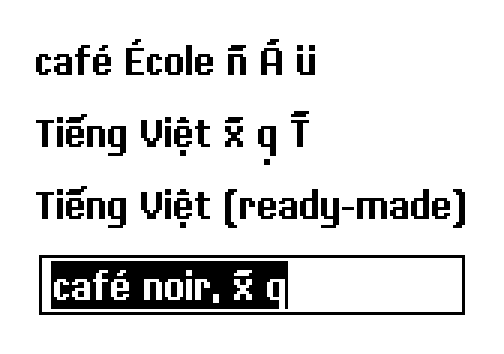 café École ñ Á ü
Tiếng Việt x̃ q̣ T̃
Tiếng Việt (ready-made)
café noir, x̃ q